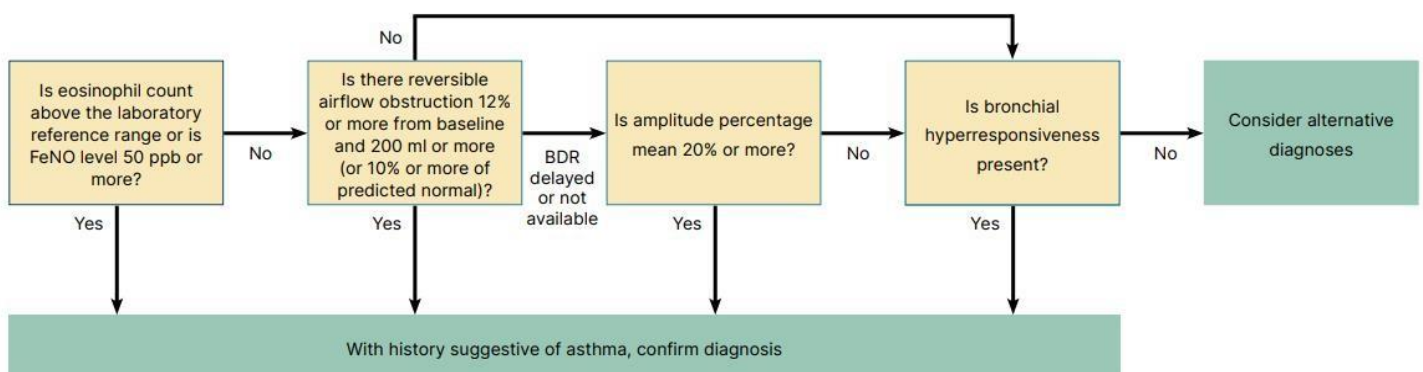 No
Is eosinophil count
above the laboratory
reference range or is
FeNO level 50 ppb or
more?
No
Yes
Is there reversible
airflow obstruction 12%
or more from baseline
and 200 ml or more
(or 10% or more of
predicted normal)?
BDR
delayed
or not
available
Yes
Is amplitude percentage
mean 20% or more?
No
Yes
Is bronchial
hyperresponsiveness
present?
No
Yes
Consider alternative
diagnoses
With history suggestive of asthma, confirm diagnosis